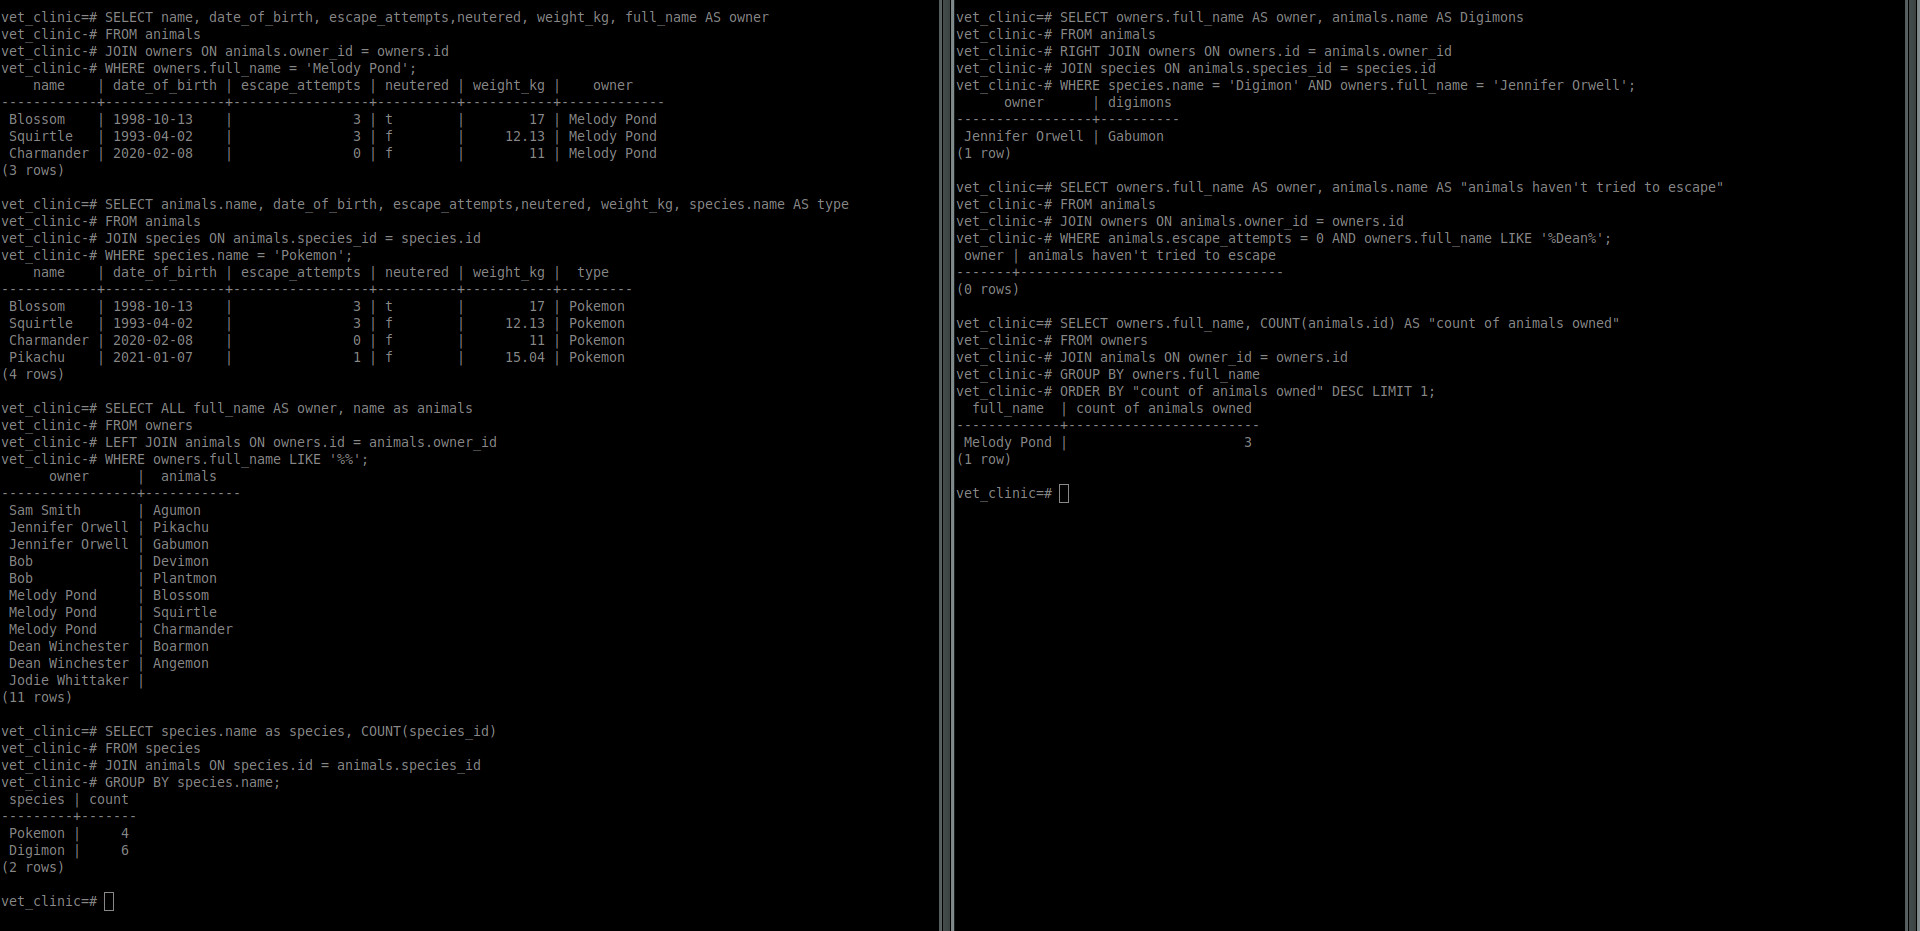 vet_clinic=# SELECT name, date_of_birth, escape_attempts,neutered, weight_kg, full_name AS owner
vet_clinic-# FROM animals
vet_clinic-# JOIN owners ON animals.owner_id = owners.id
vet_clinic-# WHERE owners.full_name = 'Melody Pond';
    name    | date_of_birth | escape_attempts | neutered | weight_kg |    owner
------------+---------------+-----------------+----------+-----------+-------------
 Blossom    | 1998-10-13    |               3 | t        |        17 | Melody Pond
 Squirtle   | 1993-04-02    |               3 | f        |     12.13 | Melody Pond
 Charmander | 2020-02-08    |               0 | f        |        11 | Melody Pond
(3 rows)

vet_clinic=# SELECT animals.name, date_of_birth, escape_attempts,neutered, weight_kg, species.name AS type
vet_clinic-# FROM animals
vet_clinic-# JOIN species ON animals.species_id = species.id
vet_clinic-# WHERE species.name = 'Pokemon';
    name    | date_of_birth | escape_attempts | neutered | weight_kg |  type
------------+---------------+-----------------+----------+-----------+---------
 Blossom    | 1998-10-13    |               3 | t        |        17 | Pokemon
 Squirtle   | 1993-04-02    |               3 | f        |     12.13 | Pokemon
 Charmander | 2020-02-08    |               0 | f        |        11 | Pokemon
 Pikachu    | 2021-01-07    |               1 | f        |     15.04 | Pokemon
(4 rows)

vet_clinic=# SELECT ALL full_name AS owner, name as animals
vet_clinic-# FROM owners
vet_clinic-# LEFT JOIN animals ON owners.id = animals.owner_id
vet_clinic-# WHERE owners.full_name LIKE '%%';
      owner      |  animals
-----------------+------------
 Sam Smith       | Agumon
 Jennifer Orwell | Pikachu
 Jennifer Orwell | Gabumon
 Bob             | Devimon
 Bob             | Plantmon
 Melody Pond     | Blossom
 Melody Pond     | Squirtle
 Melody Pond     | Charmander
 Dean Winchester | Boarmon
 Dean Winchester | Angemon
 Jodie Whittaker |
(11 rows)

vet_clinic=# SELECT species.name as species, COUNT(species_id)
vet_clinic-# FROM species
vet_clinic-# JOIN animals ON species.id = animals.species_id
vet_clinic-# GROUP BY species.name;
 species | count
---------+-------
 Pokemon |     4
 Digimon |     6
(2 rows)

vet_clinic=#

vet_clinic=# SELECT owners.full_name AS owner, animals.name AS Digimons
vet_clinic-# FROM animals
vet_clinic-# RIGHT JOIN owners ON owners.id = animals.owner_id
vet_clinic-# JOIN species ON animals.species_id = species.id
vet_clinic-# WHERE species.name = 'Digimon' AND owners.full_name = 'Jennifer Orwell';
      owner      | digimons
-----------------+----------
 Jennifer Orwell | Gabumon
(1 row)

vet_clinic=# SELECT owners.full_name AS owner, animals.name AS "animals haven't tried to escape"
vet_clinic-# FROM animals
vet_clinic-# JOIN owners ON animals.owner_id = owners.id
vet_clinic-# WHERE animals.escape_attempts = 0 AND owners.full_name LIKE '%Dean%';
 owner | animals haven't tried to escape
-------+---------------------------------
(0 rows)

vet_clinic=# SELECT owners.full_name, COUNT(animals.id) AS "count of animals owned"
vet_clinic-# FROM owners
vet_clinic-# JOIN animals ON owner_id = owners.id
vet_clinic-# GROUP BY owners.full_name
vet_clinic-# ORDER BY "count of animals owned" DESC LIMIT 1;
  full_name  | count of animals owned
-------------+------------------------
 Melody Pond |                      3
(1 row)

vet_clinic=#